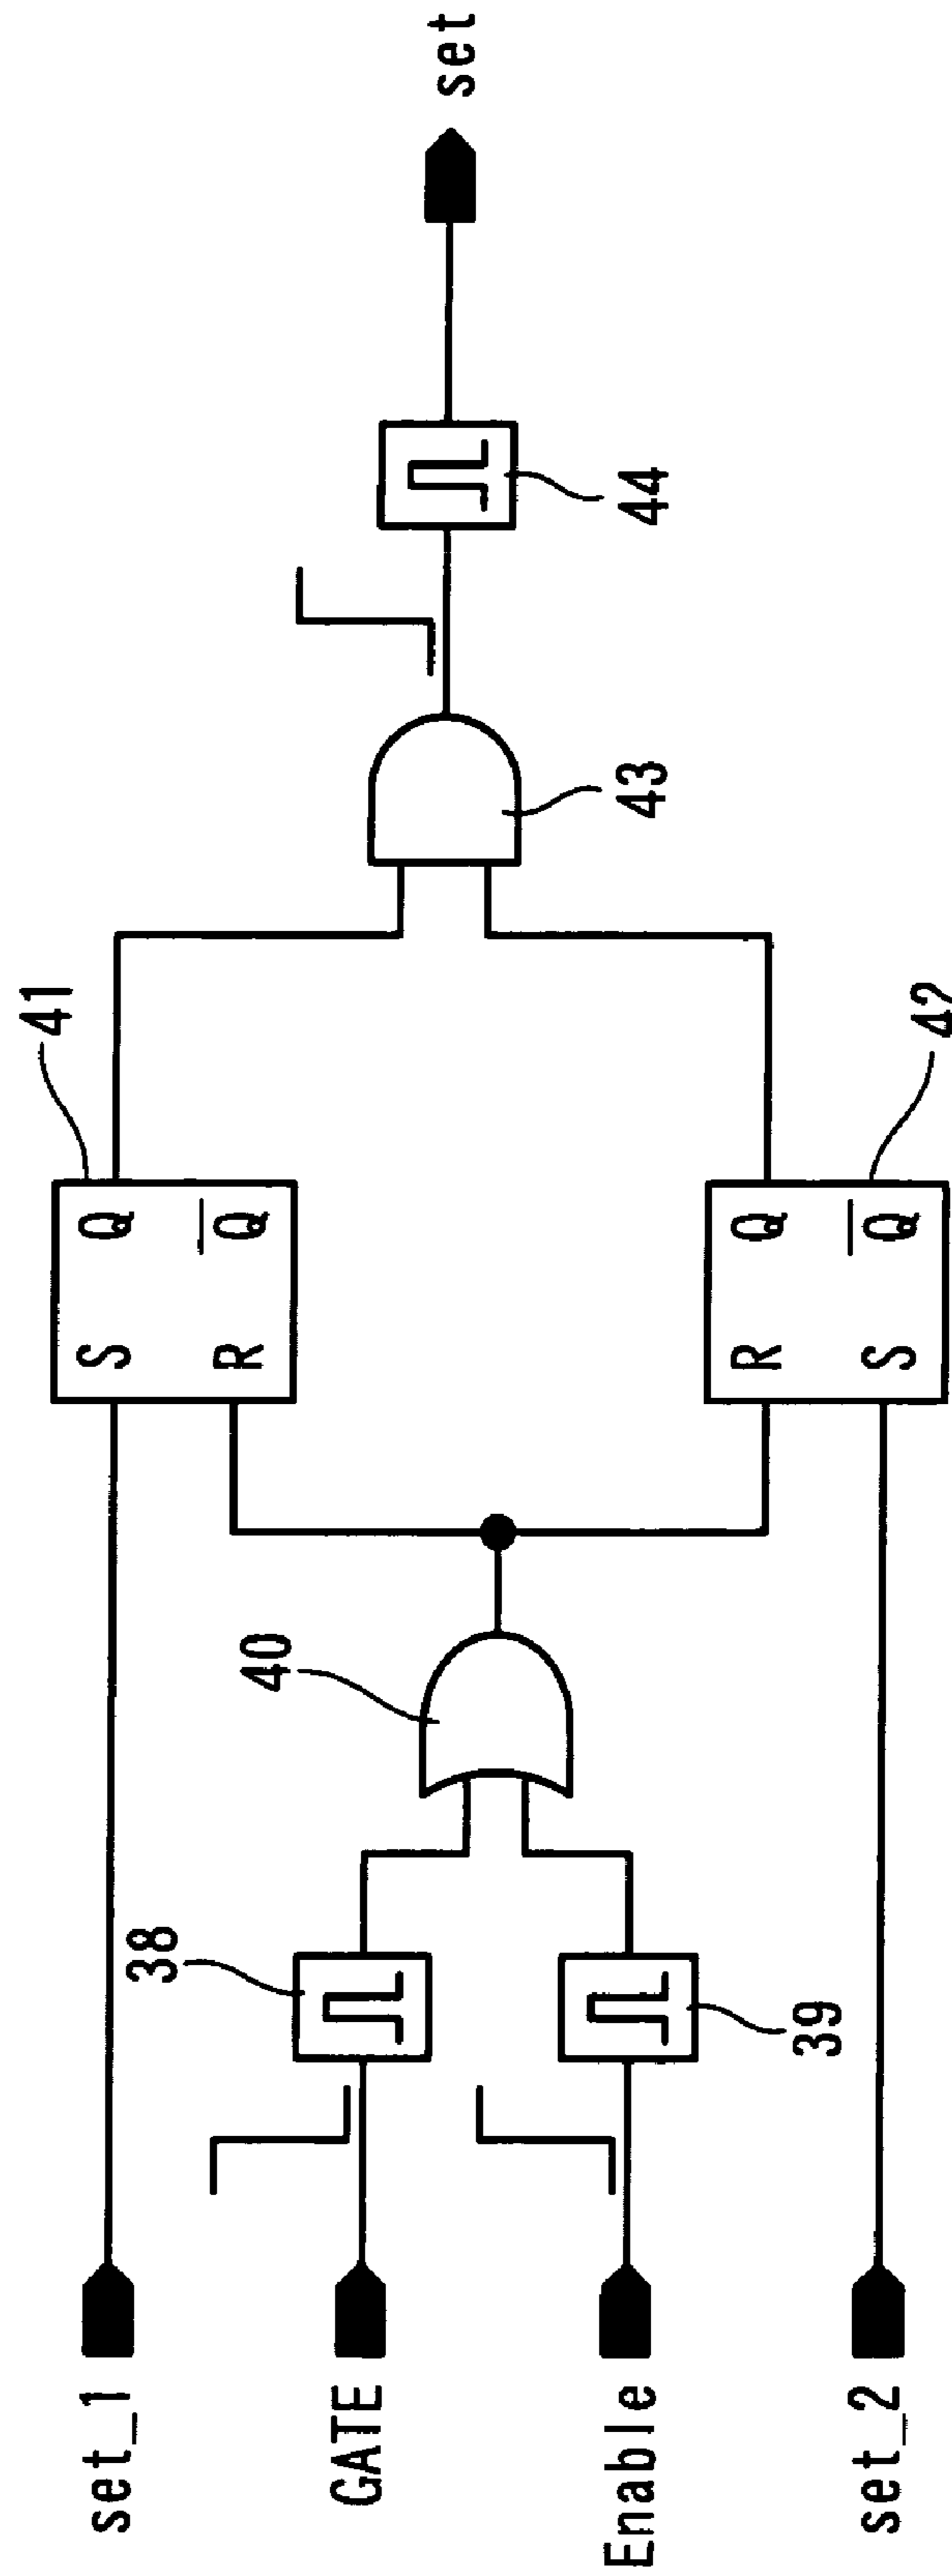 set_1
GATE
Enable
set_2
38
39
40
41
S Q
R Q̅
42
R Q
S Q̅
43
44
set